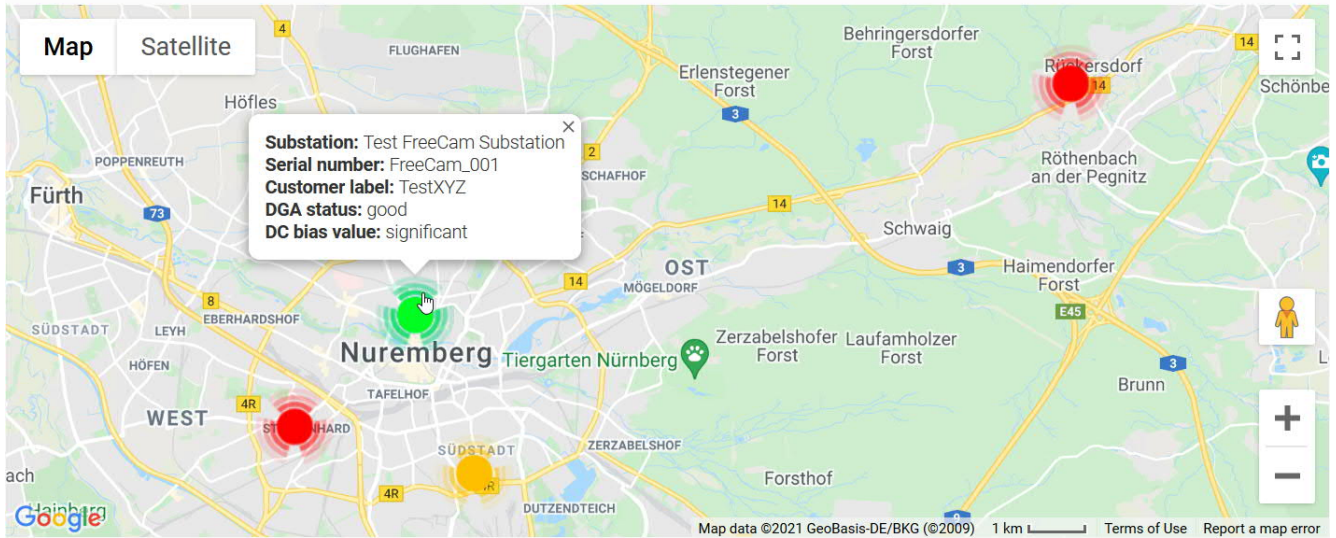 Map
Satellite
4
FLUGHAFEN
Behringersdorfer
Forst
14
Rückersdorf
14
Schönbe
Erlenstegener
Forst
3
Höfles
Substation: Test FreeCam Substation
Serial number: FreeCam_001
Customer label: TestXYZ
DGA status: good
DC bias value: significant
2
SCHAFHOF
POPPENREUTH
Röthenbach
an der Pegnitz
Fürth
73
14
Schwaig
OST
MÖGELDORF
14
3
Haimendorfer
Forst
8
EBERHARDSHOF
E45
SÜDSTADT
LEYH
Nuremberg
Tiergarten Nürnberg
Zerzabelshofer
Forst
Laufamholzer
Forst
HÖFEN
3
Brunn
TAFELHOF
4R
WEST
SÜDSTADT
ZERZABELSHOF
ach
Forsthof
4R
DUTZENDTEICH
Google
Map data ©2021 GeoBasis-DE/BKG (©2009)
1 km
Terms of Use
Report a map error